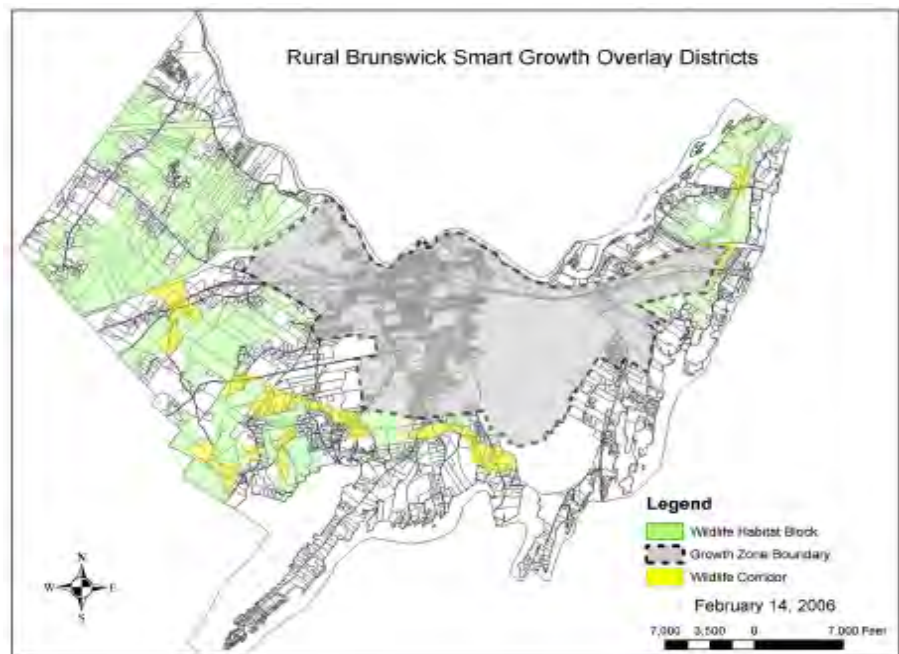 Rural Brunswick Smart Growth Overlay Districts
Legend
Wildlife Habitat Block
Growth Zone Boundary
Wildlife Corridor
N
W E
S
February 14, 2006
7,000 3,500 0 7,000 Feet